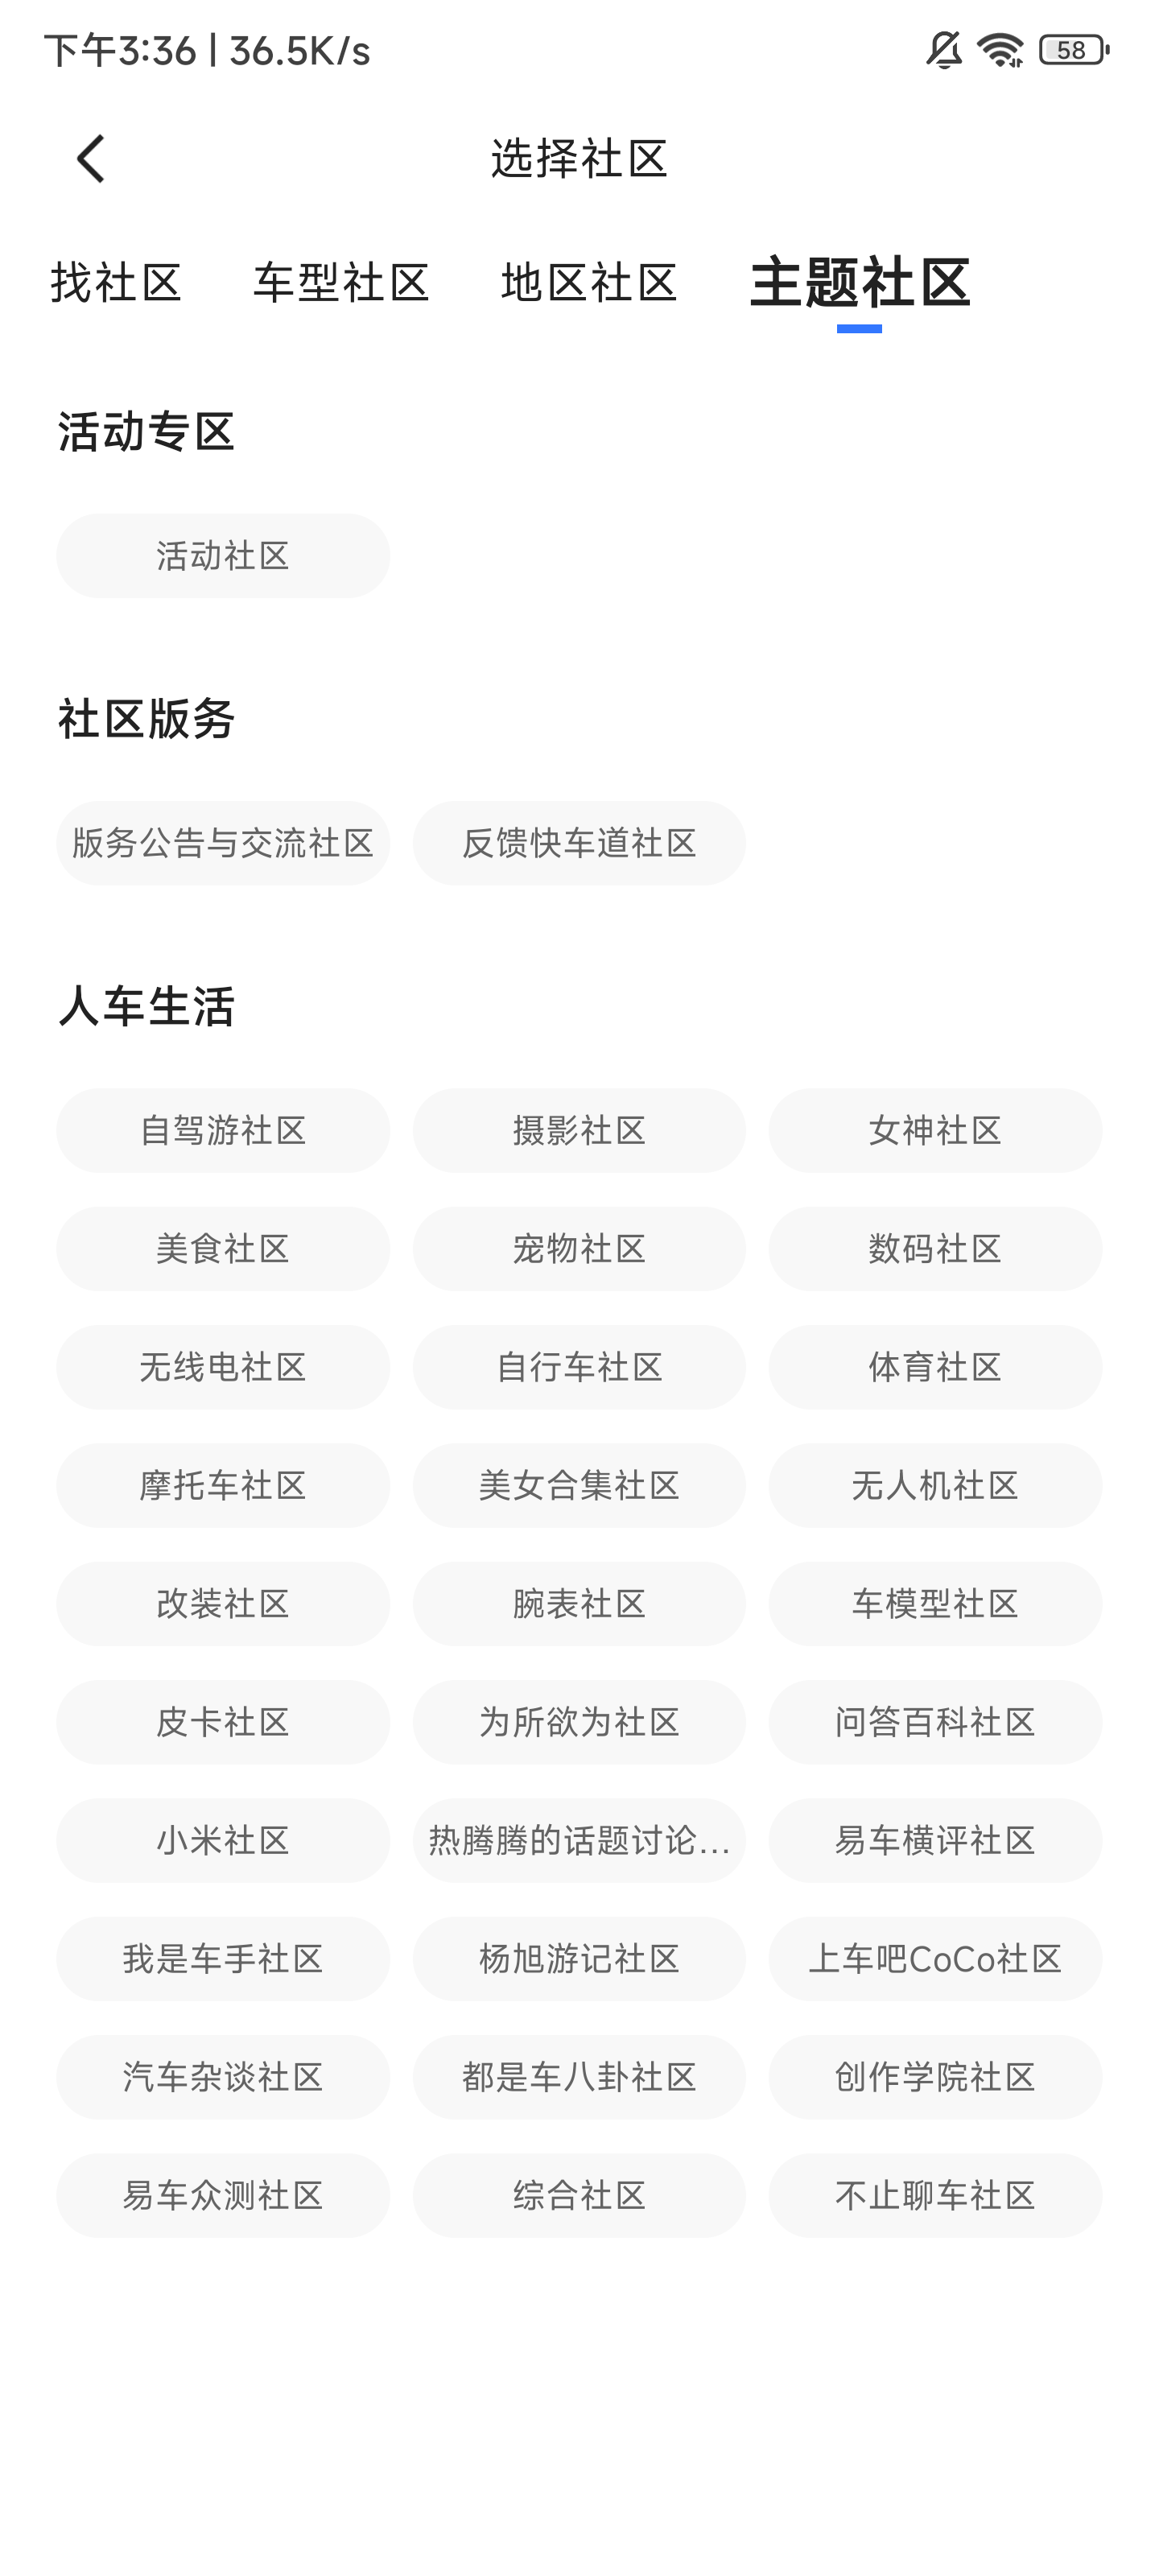 下午3:36 | 36.5K/s
58
选择社区
找社区 车型社区 地区社区 主题社区
活动专区
活动社区
社区版务
版务公告与交流社区 反馈快车道社区
人车生活
自驾游社区 摄影社区 女神社区
美食社区 宠物社区 数码社区
无线电社区 自行车社区 体育社区
摩托车社区 美女合集社区 无人机社区
改装社区 腕表社区 车模型社区
皮卡社区 为所欲为社区 问答百科社区
小米社区 热腾腾的话题讨论... 易车横评社区
我是车手社区 杨旭游记社区 上车吧CoCo社区
汽车杂谈社区 都是车八卦社区 创作学院社区
易车众测社区 综合社区 不止聊车社区